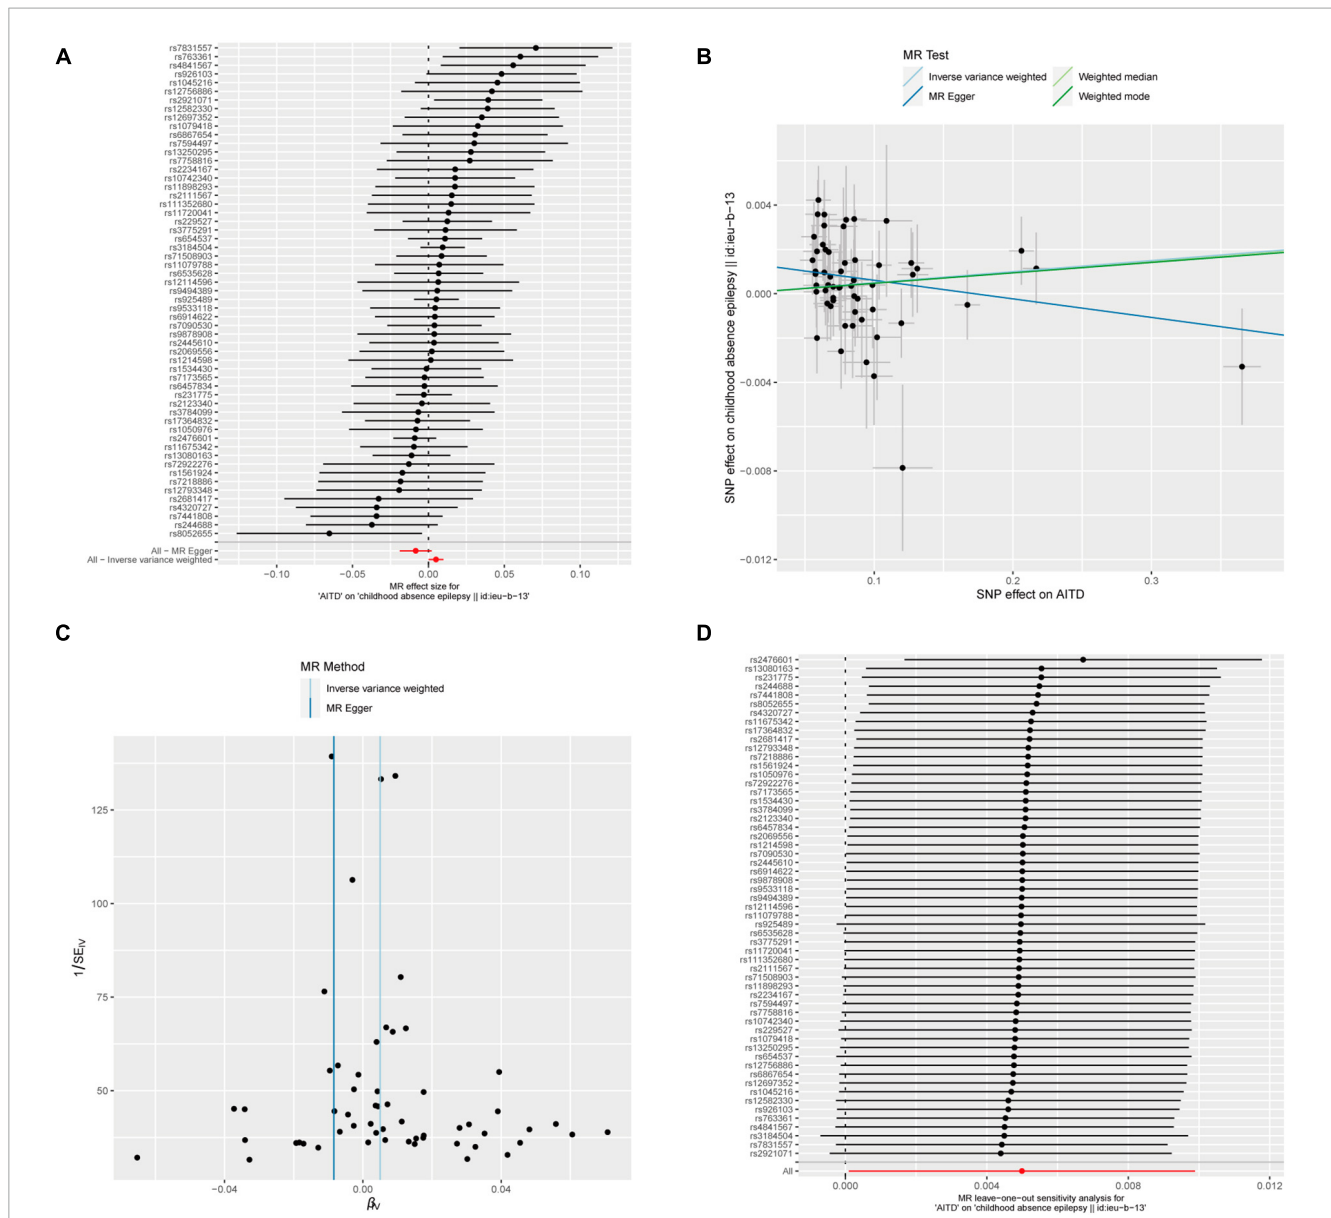 A
rs7831557
rs763361
rs4841567
rs926103
rs1045216
rs12756886
rs2921071
rs12582330
rs12697352
rs1079418
rs6867654
rs7594497
rs13250295
rs7758816
rs2234167
rs10742340
rs11898293
rs2111567
rs111352680
rs11720041
rs229527
rs3775291
rs654537
rs3184504
rs71508903
rs11079788
rs6535628
rs12114596
rs9494389
rs925489
rs9533118
rs6914622
rs7090530
rs9878908
rs2445610
rs2069556
rs1214598
rs1534430
rs7173565
rs6457834
rs231775
rs2123340
rs3784099
rs17364832
rs1050976
rs2476601
rs11675342
rs13080163
rs72922276
rs1561924
rs7218886
rs12793348
rs2681417
rs4320727
rs7441808
rs244688
rs8052655
All − MR Egger
All − Inverse variance weighted
−0.10 −0.05 0.00 0.05 0.10
MR effect size for
'AITD' on 'childhood absence epilepsy || id:ieu−b−13'
B
MR Test
Inverse variance weighted Weighted median
MR Egger Weighted mode
SNP effect on childhood absence epilepsy || id:ieu−b−13
0.004
0.000
−0.004
−0.008
−0.012
0.1 0.2 0.3
SNP effect on AITD
C
MR Method
Inverse variance weighted
MR Egger
1/SE_IV
125
100
75
50
−0.04 0.00 0.04
β_IV
D
rs2476601
rs13080163
rs231775
rs244688
rs7441808
rs8052655
rs4320727
rs11675342
rs17364832
rs2681417
rs12793348
rs7218886
rs1561924
rs1050976
rs72922276
rs7173565
rs1534430
rs3784099
rs2123340
rs6457834
rs2069556
rs1214598
rs7090530
rs2445610
rs6914622
rs9878908
rs9533118
rs9494389
rs12114596
rs11079788
rs925489
rs6535628
rs3775291
rs11720041
rs111352680
rs2111567
rs71508903
rs11898293
rs2234167
rs7594497
rs7758816
rs10742340
rs229527
rs1079418
rs13250295
rs654537
rs12756886
rs6867654
rs12697352
rs1045216
rs12582330
rs926103
rs763361
rs4841567
rs3184504
rs7831557
rs2921071
All
0.000 0.004 0.008 0.012
MR leave−one−out sensitivity analysis for
'AITD' on 'childhood absence epilepsy || id:ieu−b−13'